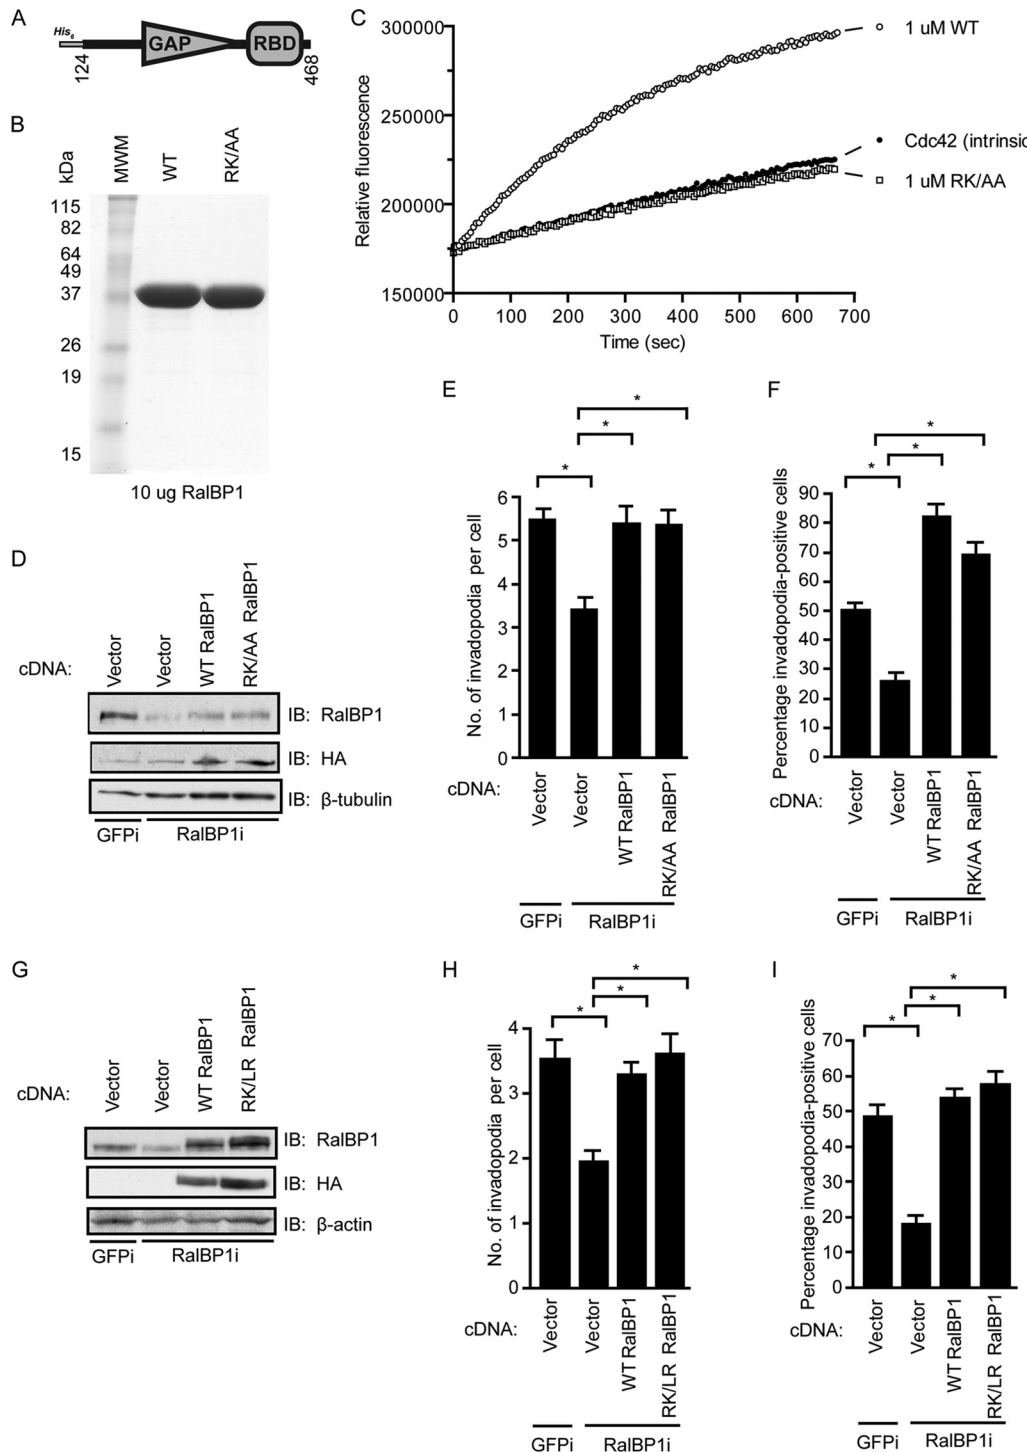 A
His6
GAP
RBD
124
468
B
kDa
MWM
WT
RK/AA
115
82
64
49
37
26
19
15
10 ug RalBP1
C
Relative fluorescence
300000
250000
200000
150000
0 100 200 300 400 500 600 700
Time (sec)
1 uM WT
Cdc42 (intrinsic
1 uM RK/AA
D
cDNA:
Vector
Vector
WT RalBP1
RK/AA RalBP1
IB: RalBP1
IB: HA
IB: β-tubulin
GFPi
RalBP1i
E
* 
*
*
No. of invadopodia per cell
6
5
4
3
2
1
0
cDNA:
Vector
Vector
WT RalBP1
RK/AA RalBP1
GFPi
RalBP1i
F
*
*
*
Percentage invadopodia-positive cells
90
80
70
60
50
40
30
20
10
0
cDNA:
Vector
Vector
WT RalBP1
RK/AA RalBP1
GFPi
RalBP1i
G
cDNA:
Vector
Vector
WT RalBP1
RK/LR RalBP1
IB: RalBP1
IB: HA
IB: β-actin
GFPi
RalBP1i
H
*
*
*
No. of invadopodia per cell
4
3
2
1
0
cDNA:
Vector
Vector
WT RalBP1
RK/LR RalBP1
GFPi
RalBP1i
I
*
*
*
Percentage invadopodia-positive cells
70
60
50
40
30
20
10
0
cDNA:
Vector
Vector
WT RalBP1
RK/LR RalBP1
GFPi
RalBP1i